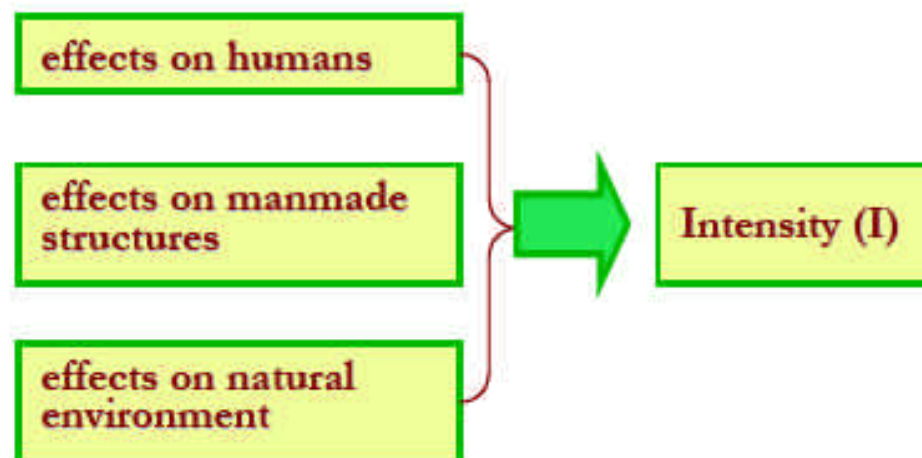 effects on humans
effects on manmade
structures
Intensity (I)
effects on natural
environment